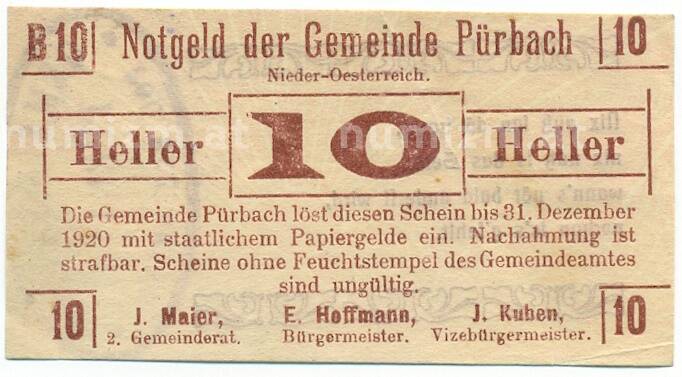 B 10 Notgeld der Gemeinde Pürbach 10
Nieder-Oesterreich.
Heller 10 Heller
Die Gemeinde Pürbach löst diesen Schein bis 31. Dezember
1920 mit staatlichem Papiergelde ein. Nachahmung ist
strafbar. Scheine ohne Feuchtstempel des Gemeindeamtes
sind ungültig.
10 J. Maier, E. Hoffmann, J. Kuben, 10
2. Gemeinderat. Bürgermeister. Vizebürgermeister.